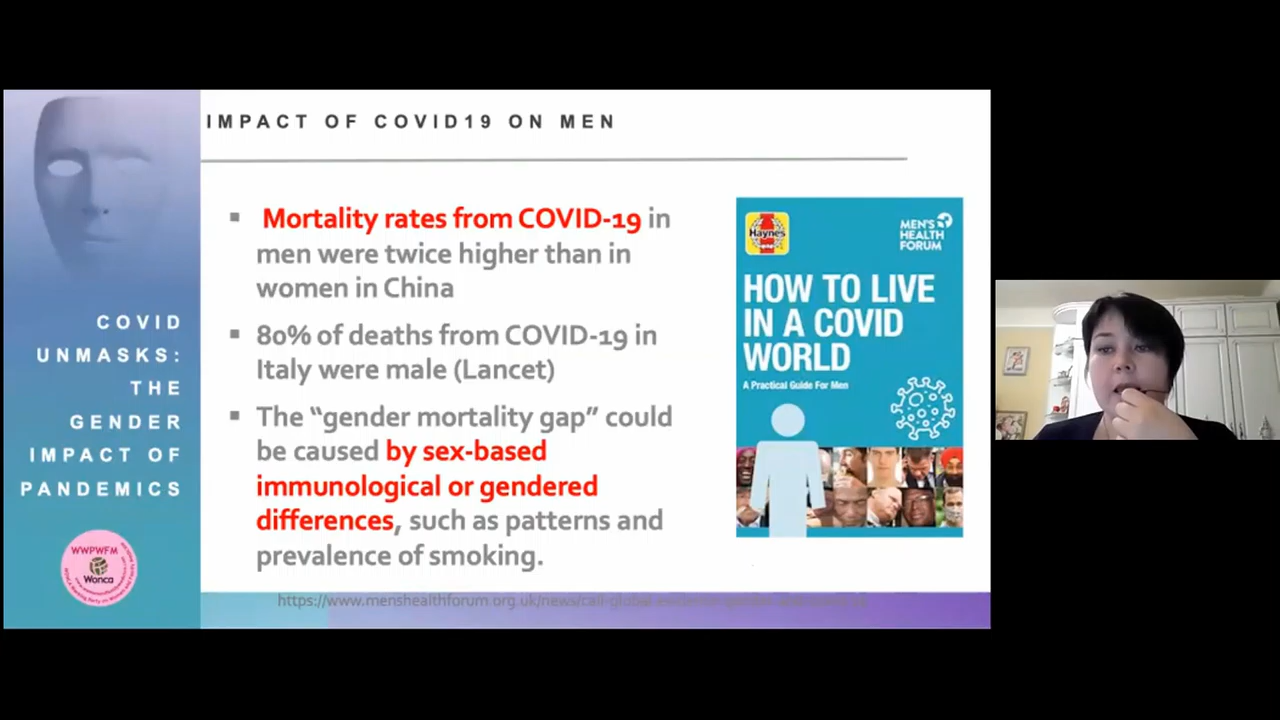 IMPACT OF COVID19 ON MEN
COVID
UNMASKS:
THE
GENDER
IMPACT OF
PANDEMICS
WWPWFM
Wonca
▪ Mortality rates from COVID-19 in
men were twice higher than in
women in China
▪ 80% of deaths from COVID-19 in
Italy were male (Lancet)
▪ The “gender mortality gap” could
be caused by sex-based
immunological or gendered
differences, such as patterns and
prevalence of smoking.
Haynes
MEN'S
HEALTH
FORUM
HOW TO LIVE
IN A COVID
WORLD
A Practical Guide For Men
https://www.menshealthforum.org.uk/news/call-global-